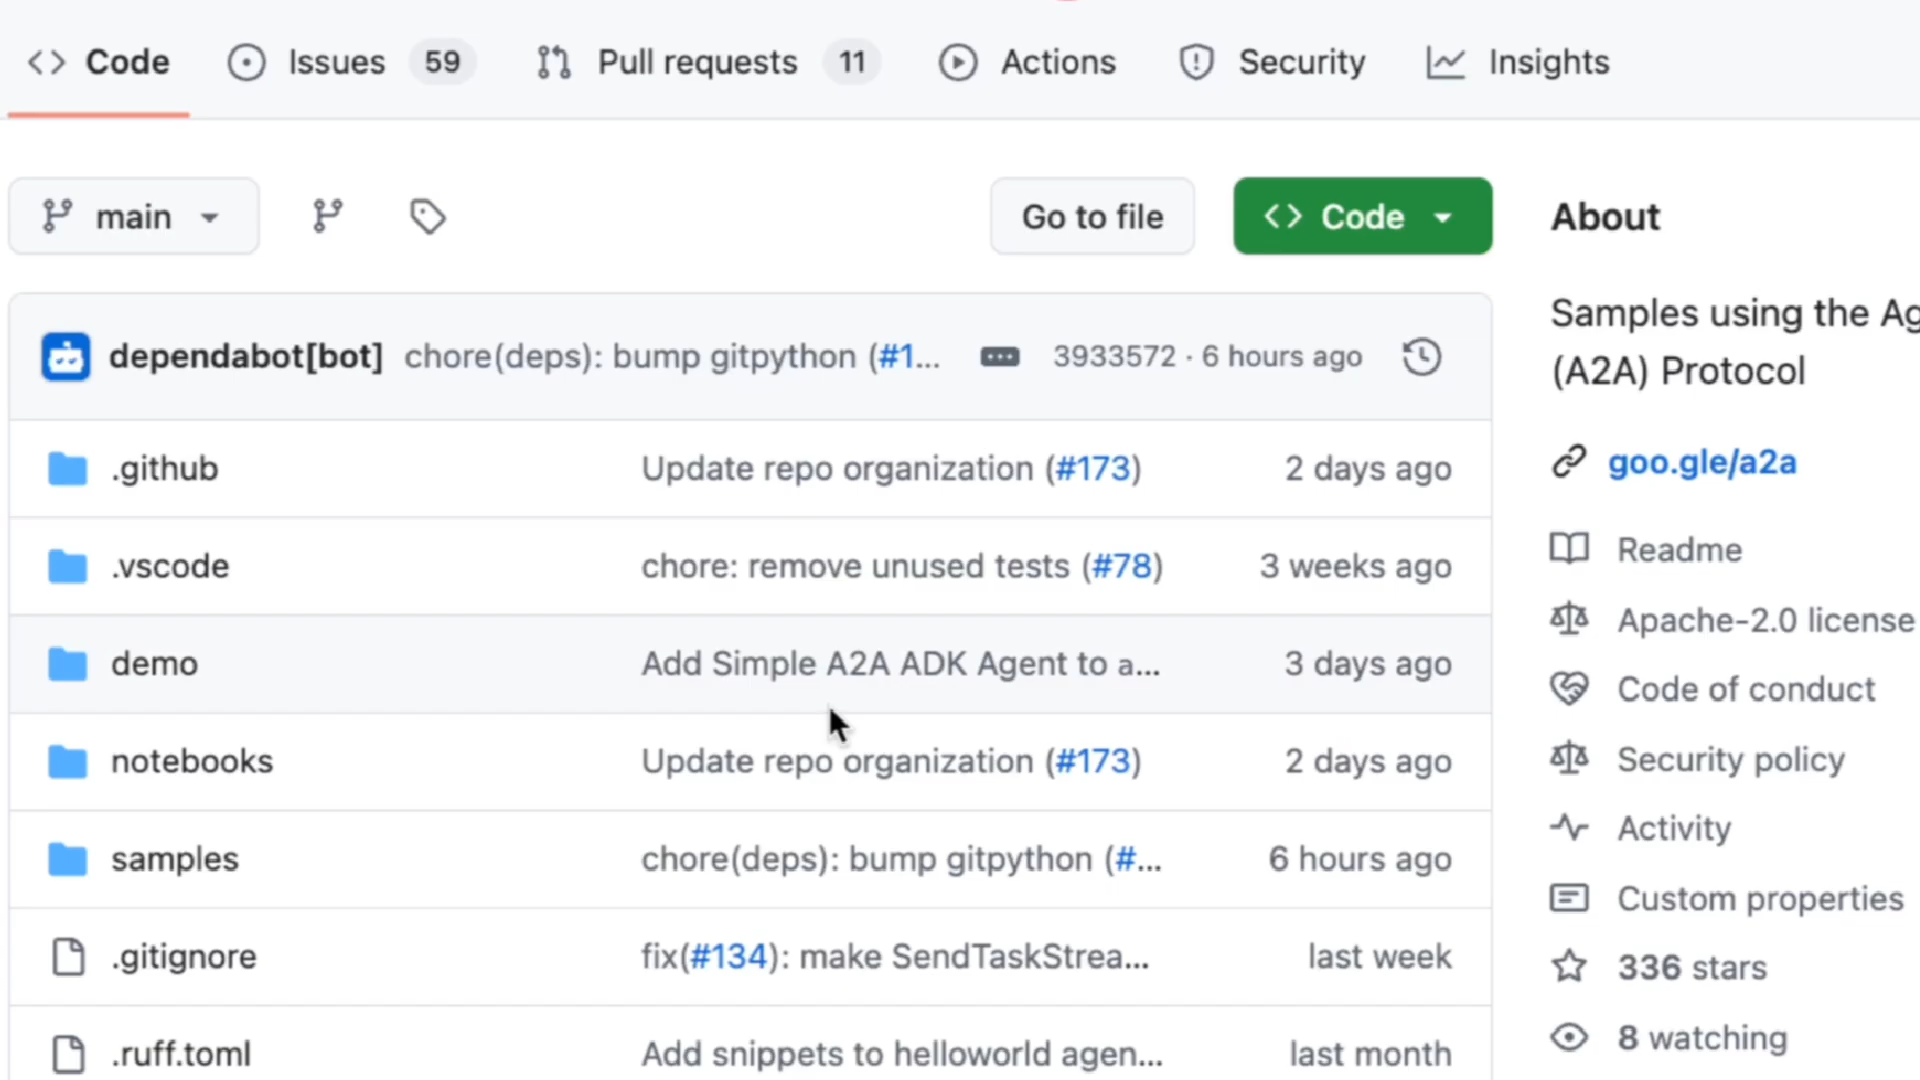 Code Issues 59 Pull requests 11 Actions Security Insights
main Go to file Code
About
Samples using the Ag
(A2A) Protocol
goo.gle/a2a
Readme
Apache-2.0 license
Code of conduct
Security policy
Activity
Custom properties
336 stars
8 watching
dependabot[bot] chore(deps): bump gitpython (#1... 3933572 · 6 hours ago
.github Update repo organization (#173) 2 days ago
.vscode chore: remove unused tests (#78) 3 weeks ago
demo Add Simple A2A ADK Agent to a... 3 days ago
notebooks Update repo organization (#173) 2 days ago
samples chore(deps): bump gitpython (#... 6 hours ago
.gitignore fix(#134): make SendTaskStrea... last week
.ruff.toml Add snippets to helloworld agen... last month